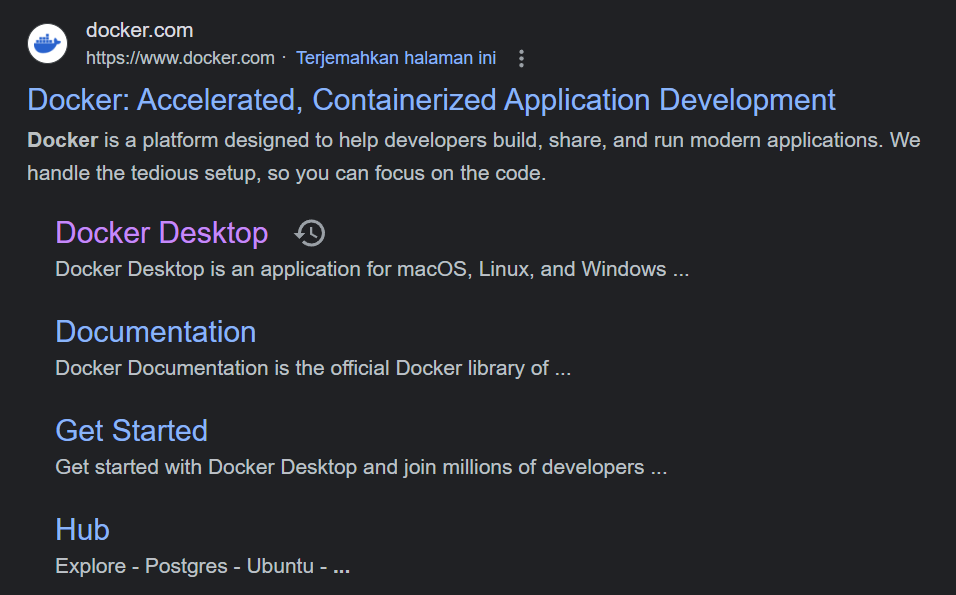 docker.com
https://www.docker.com · Terjemahkan halaman ini
Docker: Accelerated, Containerized Application Development
Docker is a platform designed to help developers build, share, and run modern applications. We
handle the tedious setup, so you can focus on the code.
Docker Desktop
Docker Desktop is an application for macOS, Linux, and Windows ...
Documentation
Docker Documentation is the official Docker library of ...
Get Started
Get started with Docker Desktop and join millions of developers ...
Hub
Explore - Postgres - Ubuntu - ...